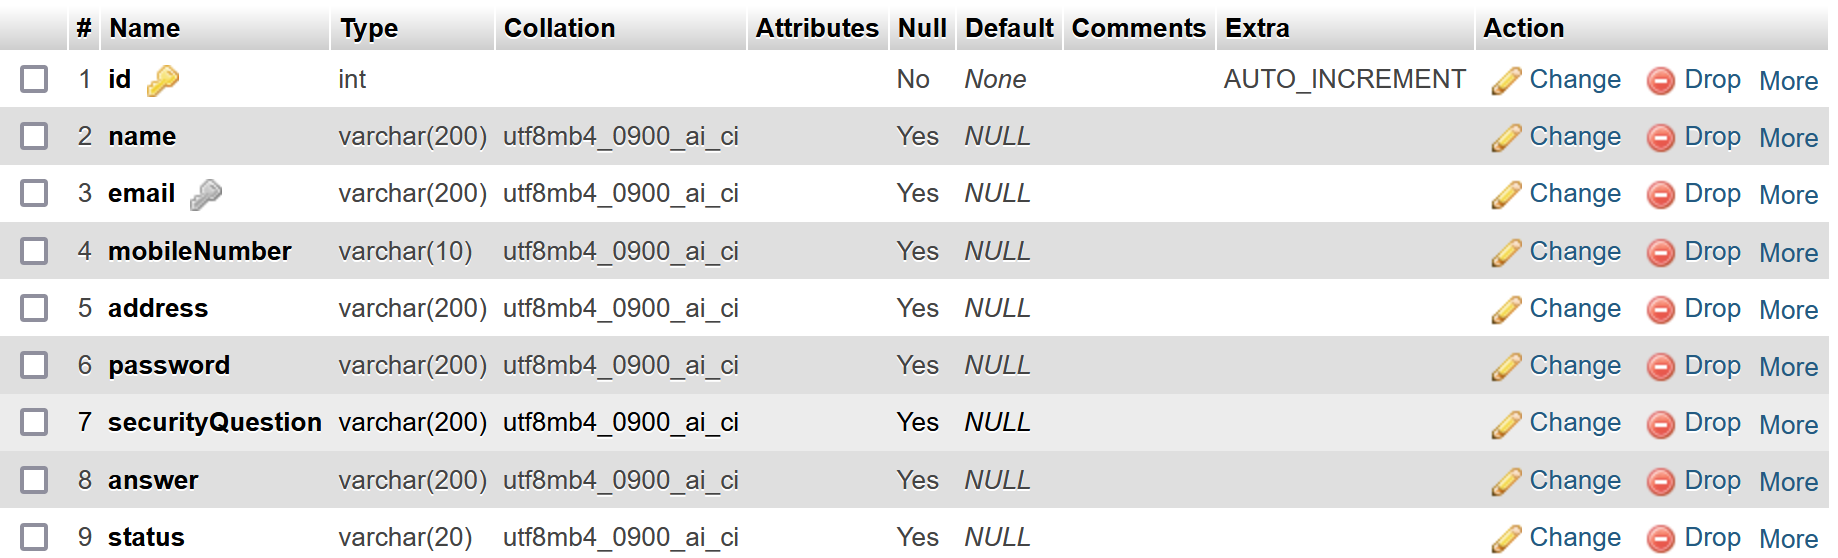 # Name Type Collation Attributes Null Default Comments Extra Action
1 id int No None AUTO_INCREMENT Change Drop More
2 name varchar(200) utf8mb4_0900_ai_ci Yes NULL Change Drop More
3 email varchar(200) utf8mb4_0900_ai_ci Yes NULL Change Drop More
4 mobileNumber varchar(10) utf8mb4_0900_ai_ci Yes NULL Change Drop More
5 address varchar(200) utf8mb4_0900_ai_ci Yes NULL Change Drop More
6 password varchar(200) utf8mb4_0900_ai_ci Yes NULL Change Drop More
7 securityQuestion varchar(200) utf8mb4_0900_ai_ci Yes NULL Change Drop More
8 answer varchar(200) utf8mb4_0900_ai_ci Yes NULL Change Drop More
9 status varchar(20) utf8mb4_0900_ai_ci Yes NULL Change Drop More